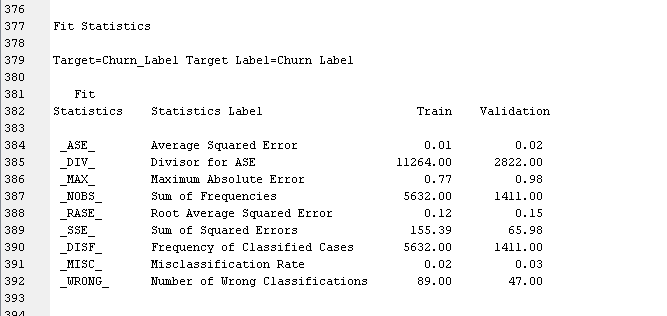 376
377 Fit Statistics
378
379 Target=Churn_Label Target Label=Churn Label
380
381 Fit
382 Statistics Statistics Label Train Validation
383
384 _ASE_ Average Squared Error 0.01 0.02
385 _DIV_ Divisor for ASE 11264.00 2822.00
386 _MAX_ Maximum Absolute Error 0.77 0.98
387 _NOBS_ Sum of Frequencies 5632.00 1411.00
388 _RASE_ Root Average Squared Error 0.12 0.15
389 _SSE_ Sum of Squared Errors 155.39 65.98
390 _DISF_ Frequency of Classified Cases 5632.00 1411.00
391 _MISC_ Misclassification Rate 0.02 0.03
392 _WRONG_ Number of Wrong Classifications 89.00 47.00
393
394